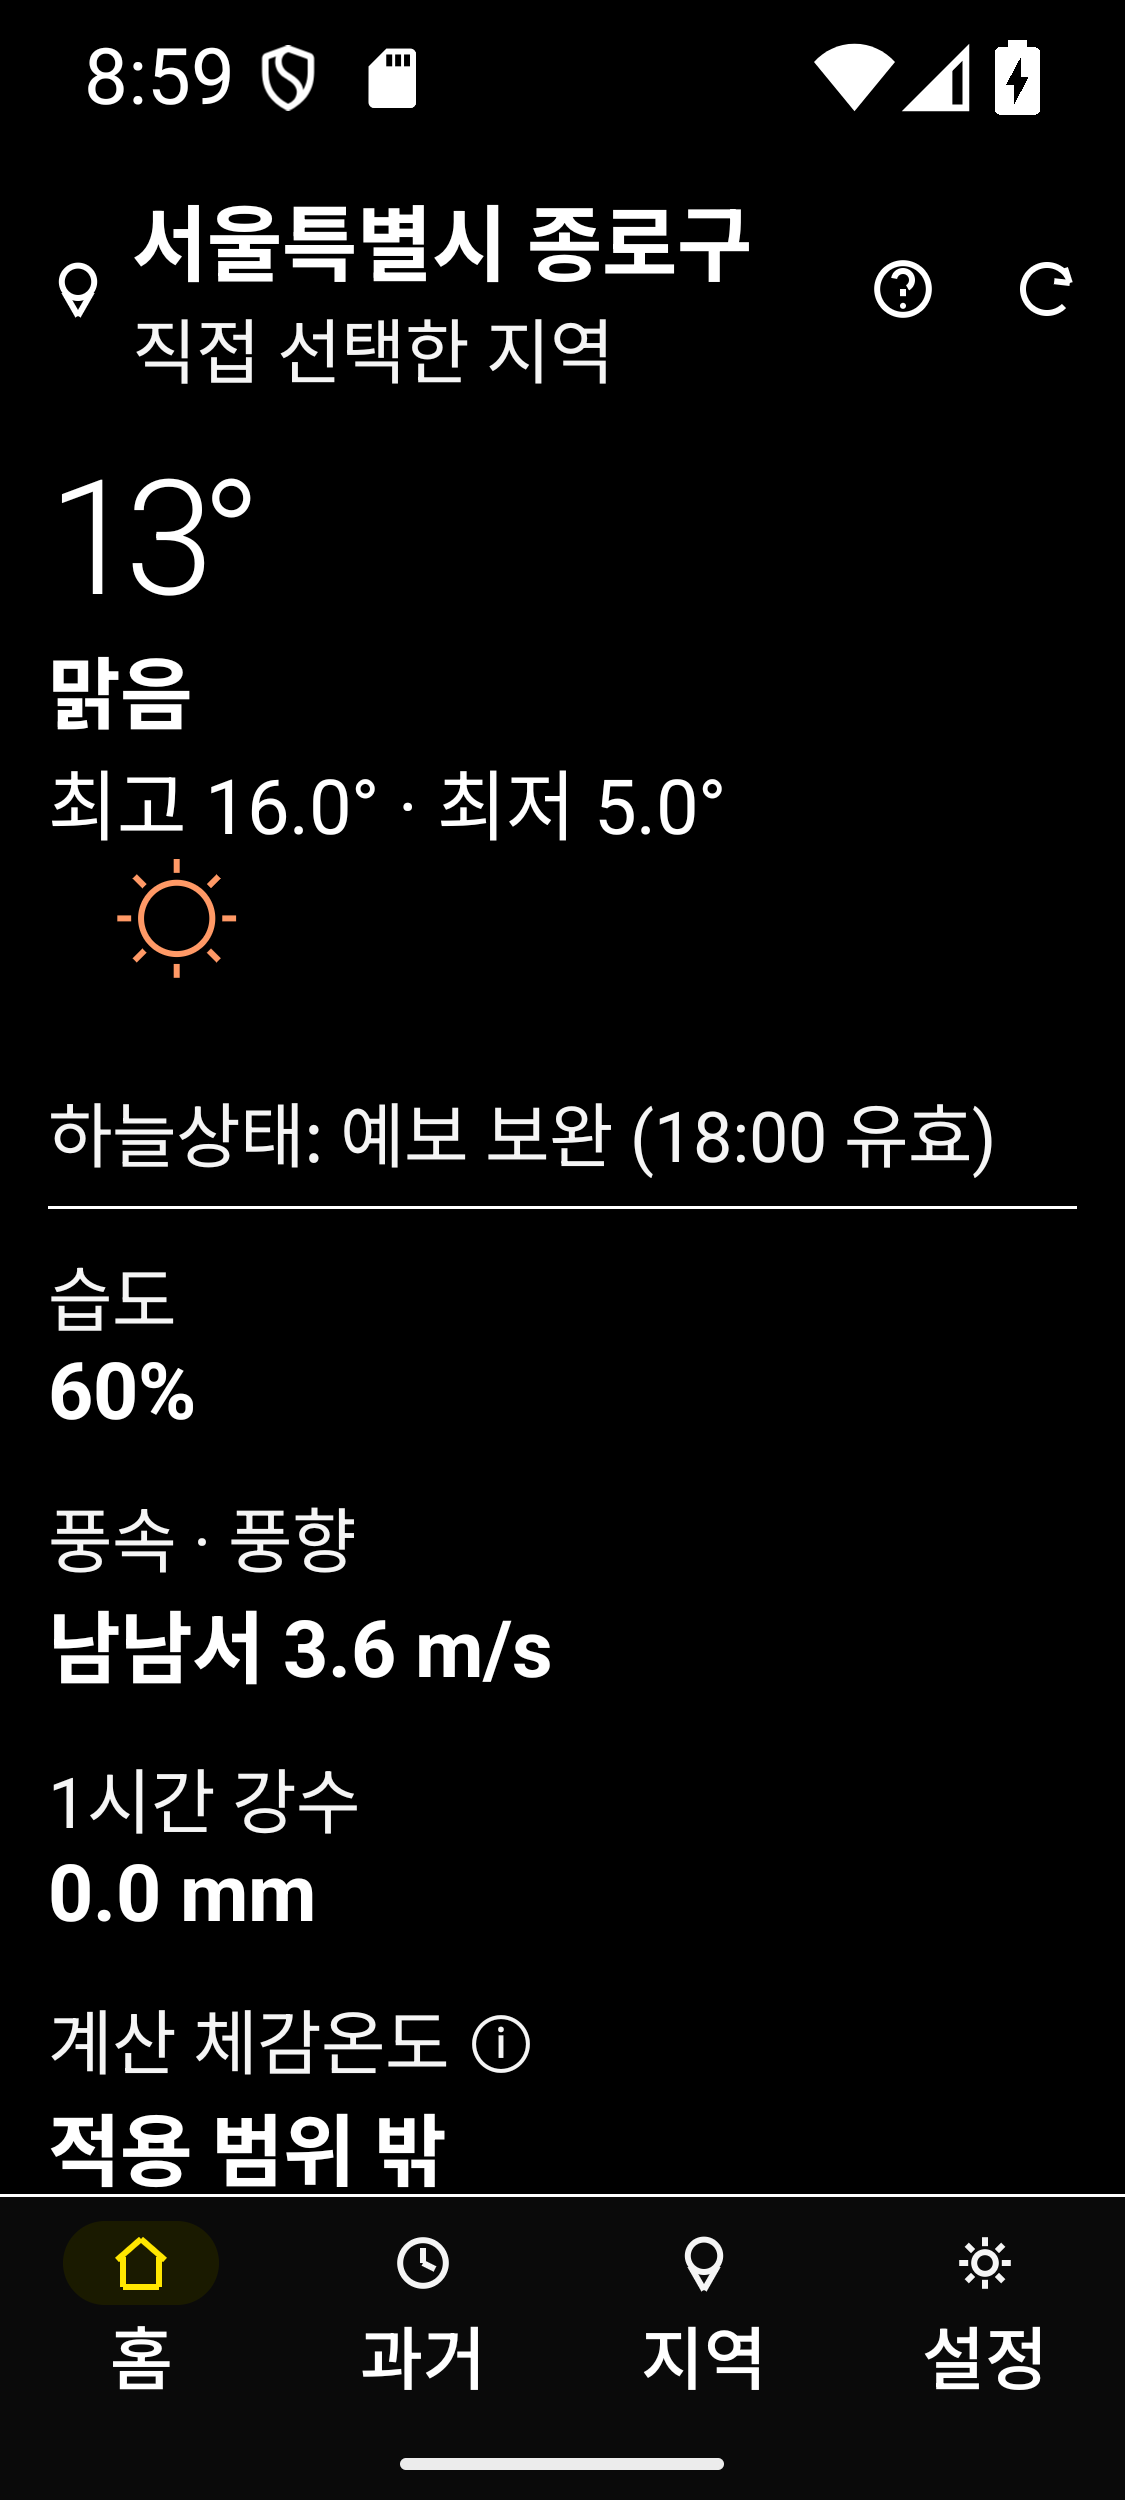 8:59
서울특별시 종로구
직접 선택한 지역
13°
맑음
최고 16.0° · 최저 5.0°
하늘상태: 예보 보완 (18:00 유효)
습도
60%
풍속 · 풍향
남남서 3.6 m/s
1시간 강수
0.0 mm
계산 체감온도
적용 범위 밖
홈 과거 지역 설정